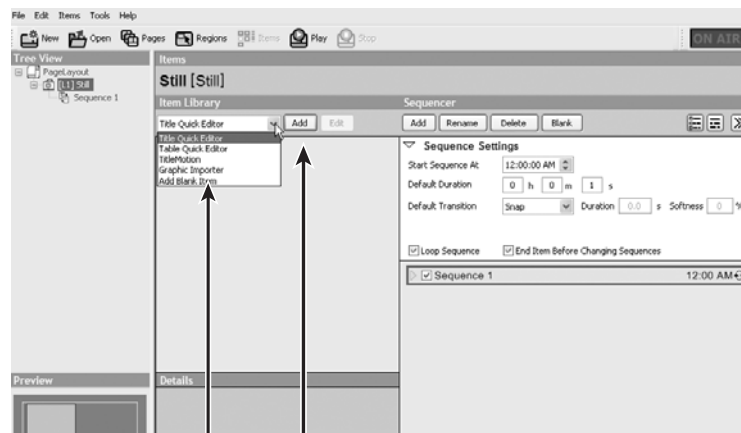 File Edit Items Tools Help
New Open Pages Regions Items Play Stop
ON AIR
Tree View
PageLayout
[L1] Still
Sequence 1
Items
Still [Still]
Item Library
Title Quick Editor
Add Edit
Title Quick Editor
Table Quick Editor
TitleMotion
Graphic Importer
Add Blank Item
Sequencer
Add Rename Delete Blank
Sequence Settings
Start Sequence At 12:00:00 AM
Default Duration 0 h 0 m 1 s
Default Transition Snap Duration 0.0 s Softness 0 %
Loop Sequence End Item Before Changing Sequences
Sequence 1 12:00 AM
Preview
Details